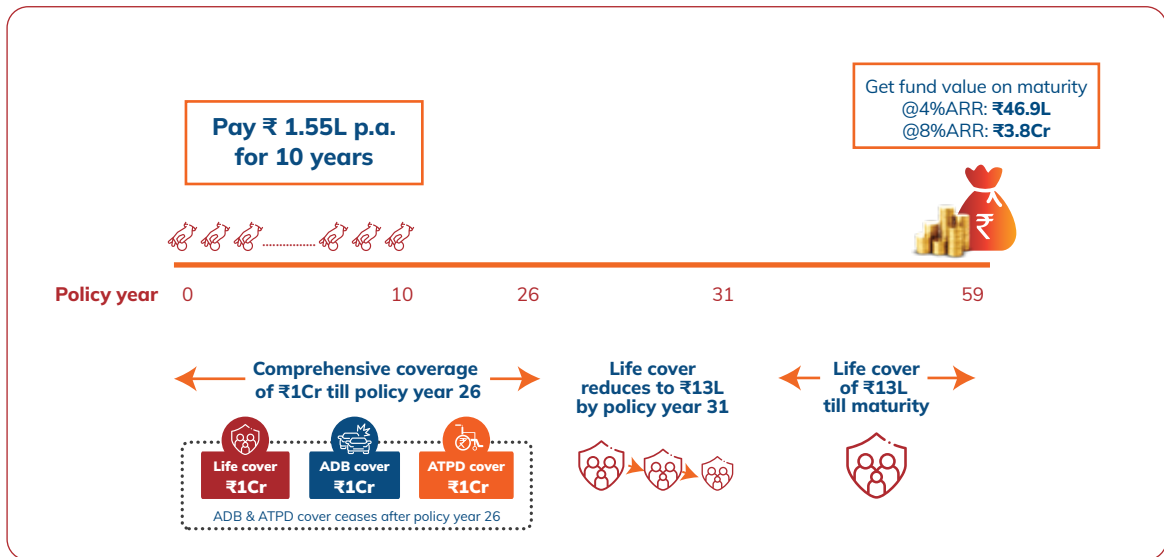 Pay ₹ 1.55L p.a.
for 10 years
Get fund value on maturity
@4%ARR: ₹46.9L
@8%ARR: ₹3.8Cr
₹
Policy year 0 10 26 31 59
Comprehensive coverage
of ₹1Cr till policy year 26
Life cover
₹1Cr
ADB cover
₹1Cr
₹
ATPD cover
₹1Cr
ADB & ATPD cover ceases after policy year 26
Life cover
reduces to ₹13L
by policy year 31
Life cover
of ₹13L
till maturity